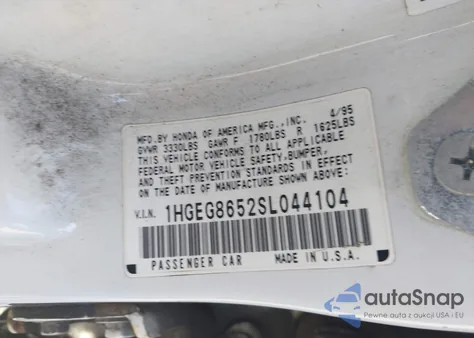 MFD. BY HONDA OF AMERICA MFG., INC. 4/95
GVWR 3330LBS GAWR F 1780LBS R 1625LBS
THIS VEHICLE CONFORMS TO ALL APPLICABLE
FEDERAL MOTOR VEHICLE SAFETY, BUMPER,
AND THEFT PREVENTION STANDARDS IN EFFECT
ON THE DATE OF MANUFACTURE SHOWN ABOVE.
V.I.N. 1HGEG8652SL044104
PASSENGER CAR MADE IN U.S.A.
autaSnap
Pewne auta z aukcji USA i EU